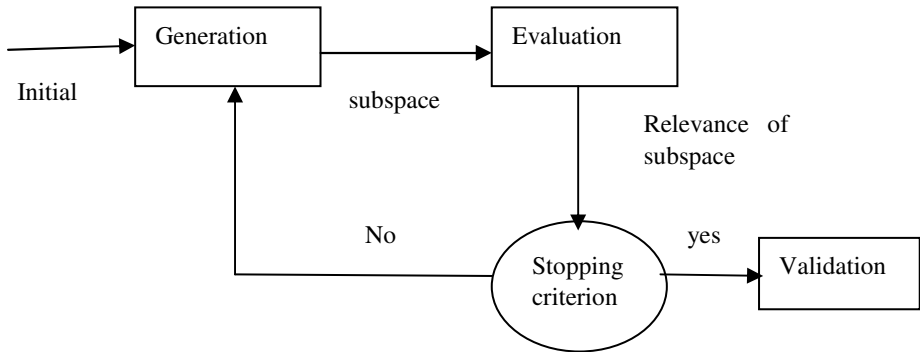 Generation
Evaluation
Initial
subspace
Relevance of
subspace
No
yes
Stopping
criterion
Validation